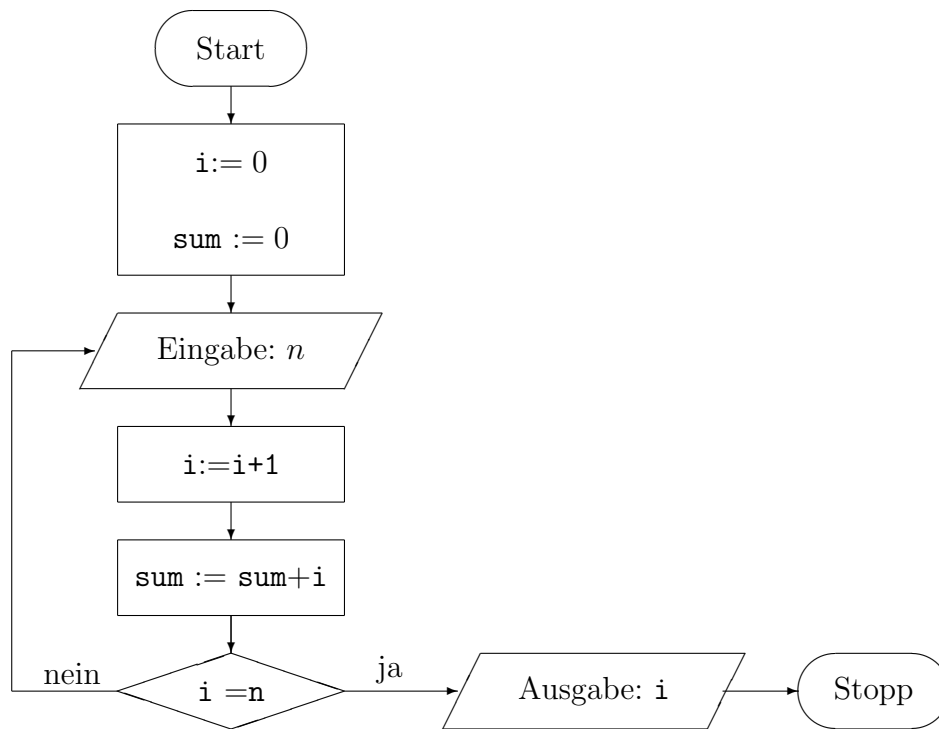 Start
i:= 0
sum := 0
Eingabe: n
i:=i+1
sum := sum+i
nein
i =n
ja
Ausgabe: i
Stopp